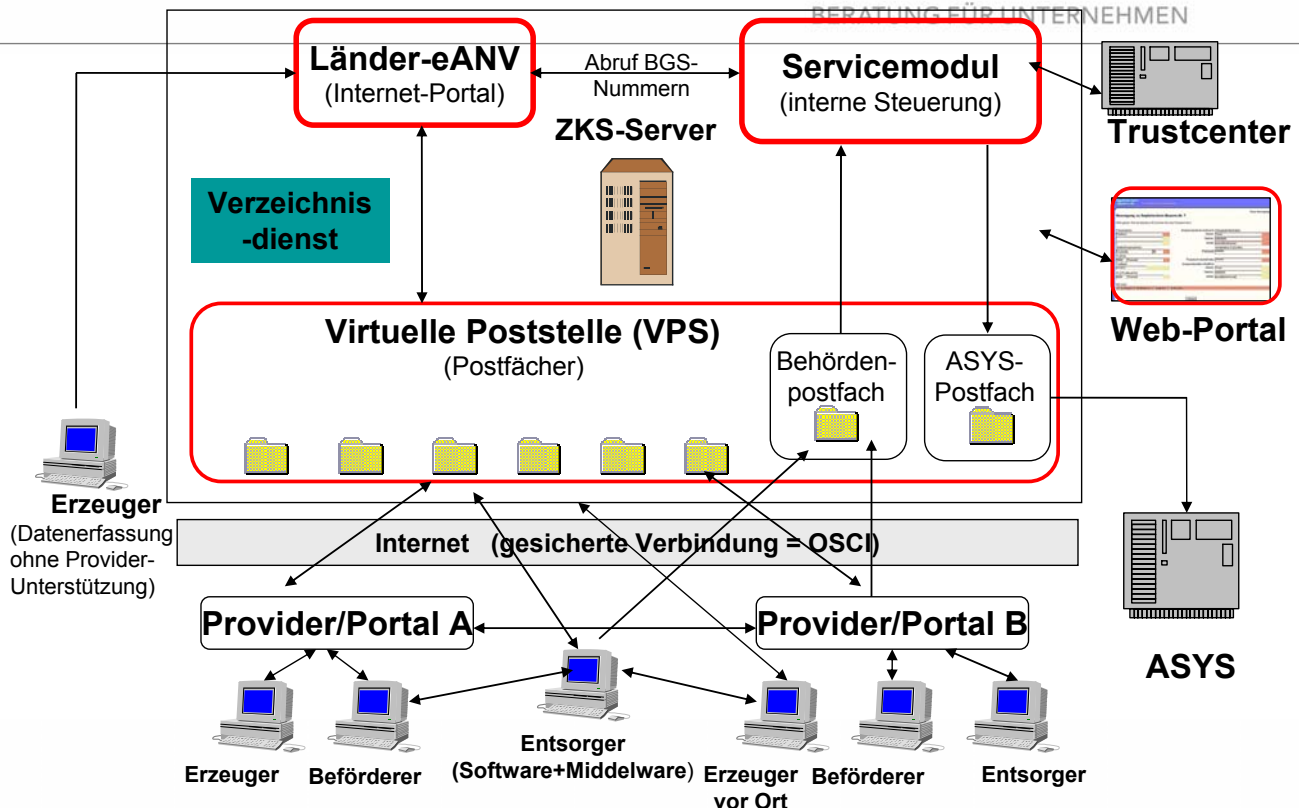 BERATUNG FÜR UNTERNEHMEN
Länder-eANV
(Internet-Portal)
Abruf BGS-
Nummern
Servicemodul
(interne Steuerung)
ZKS-Server
Trustcenter
Verzeichnis
-dienst
Web-Portal
Virtuelle Poststelle (VPS)
(Postfächer)
Behörden-
postfach
ASYS-
Postfach
Erzeuger
(Datenerfassung
ohne Provider-
Unterstützung)
Internet (gesicherte Verbindung = OSCI)
Provider/Portal A
Provider/Portal B
ASYS
Erzeuger
Beförderer
Entsorger
(Software+Middelware)
Erzeuger
vor Ort
Beförderer
Entsorger